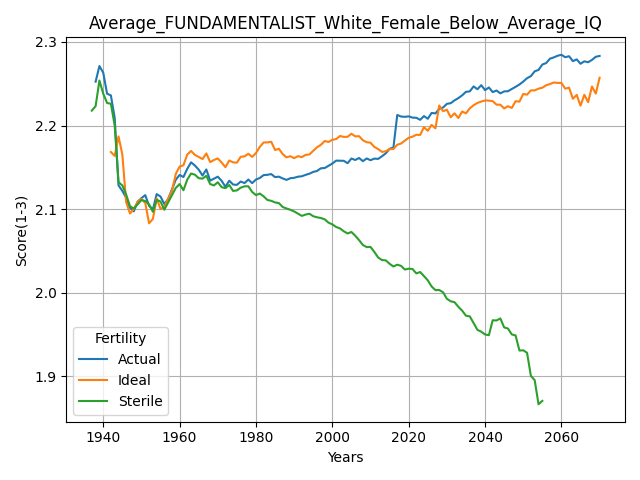 Average_FUNDAMENTALIST_White_Female_Below_Average_IQ
Score(1-3)
2.3
2.2
2.1
2.0
1.9
Fertility
Actual
Ideal
Sterile
1940 1960 1980 2000 2020 2040 2060
Years